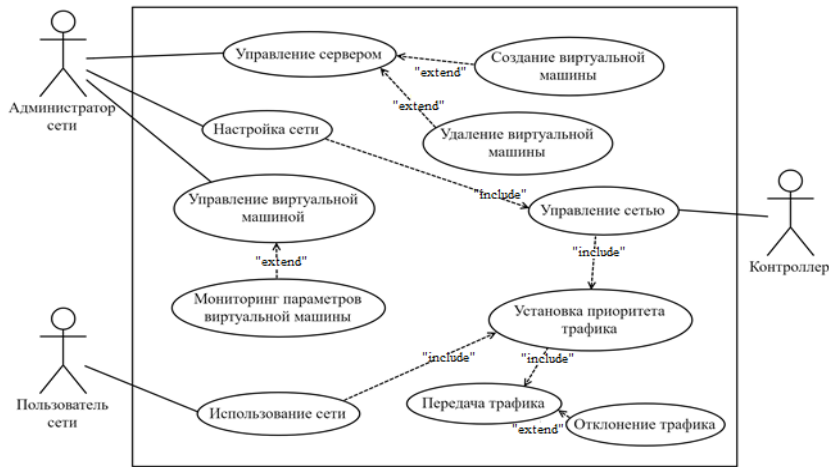 Администратор
сети
Управление сервером
"extend"
Создание виртуальной
машины
"extend"
Настройка сети
Удаление виртуальной
машины
Управление виртуальной
машиной
"include"
Управление сетью
Контроллер
"extend"
"include"
Мониторинг параметров
виртуальной машины
Установка приоритета
трафика
"include"
"include"
Пользователь
сети
Использование сети
Передача трафика
"extend"
Отклонение трафика